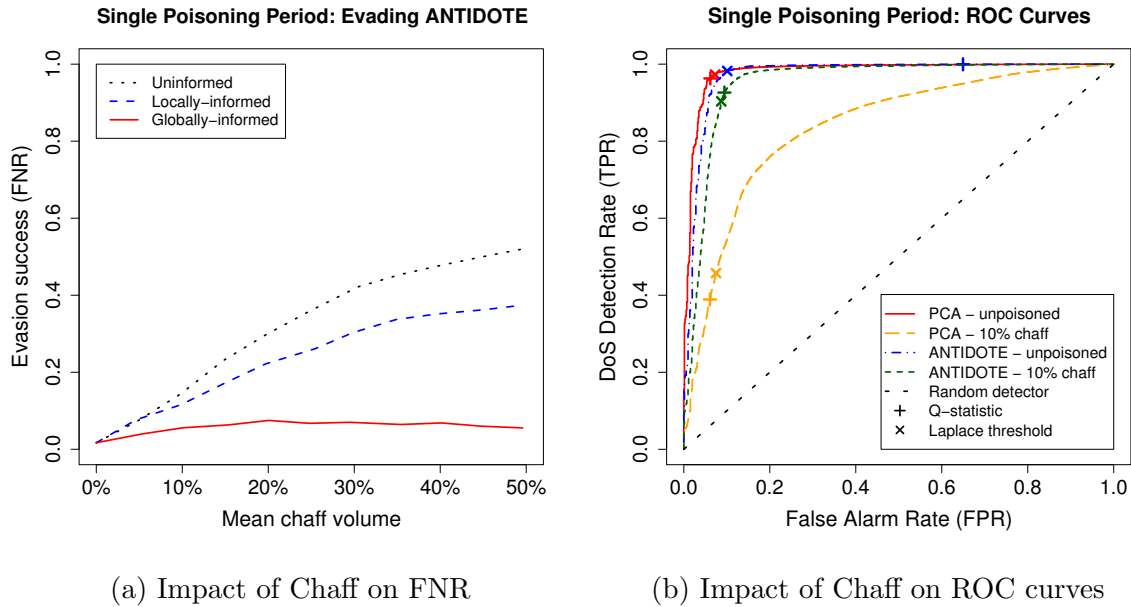 Single Poisoning Period: Evading ANTIDOTE
Evasion success (FNR)
1.0
0.8
0.6
0.4
0.2
0.0
Uninformed
Locally−informed
Globally−informed
0% 10% 20% 30% 40% 50%
Mean chaff volume
(a) Impact of Chaff on FNR
Single Poisoning Period: ROC Curves
DoS Detection Rate (TPR)
1.0
0.8
0.6
0.4
0.2
0.0
PCA − unpoisoned
PCA − 10% chaff
ANTIDOTE − unpoisoned
ANTIDOTE − 10% chaff
Random detector
Q−statistic
Laplace threshold
0.0 0.2 0.4 0.6 0.8 1.0
False Alarm Rate (FPR)
(b) Impact of Chaff on ROC curves